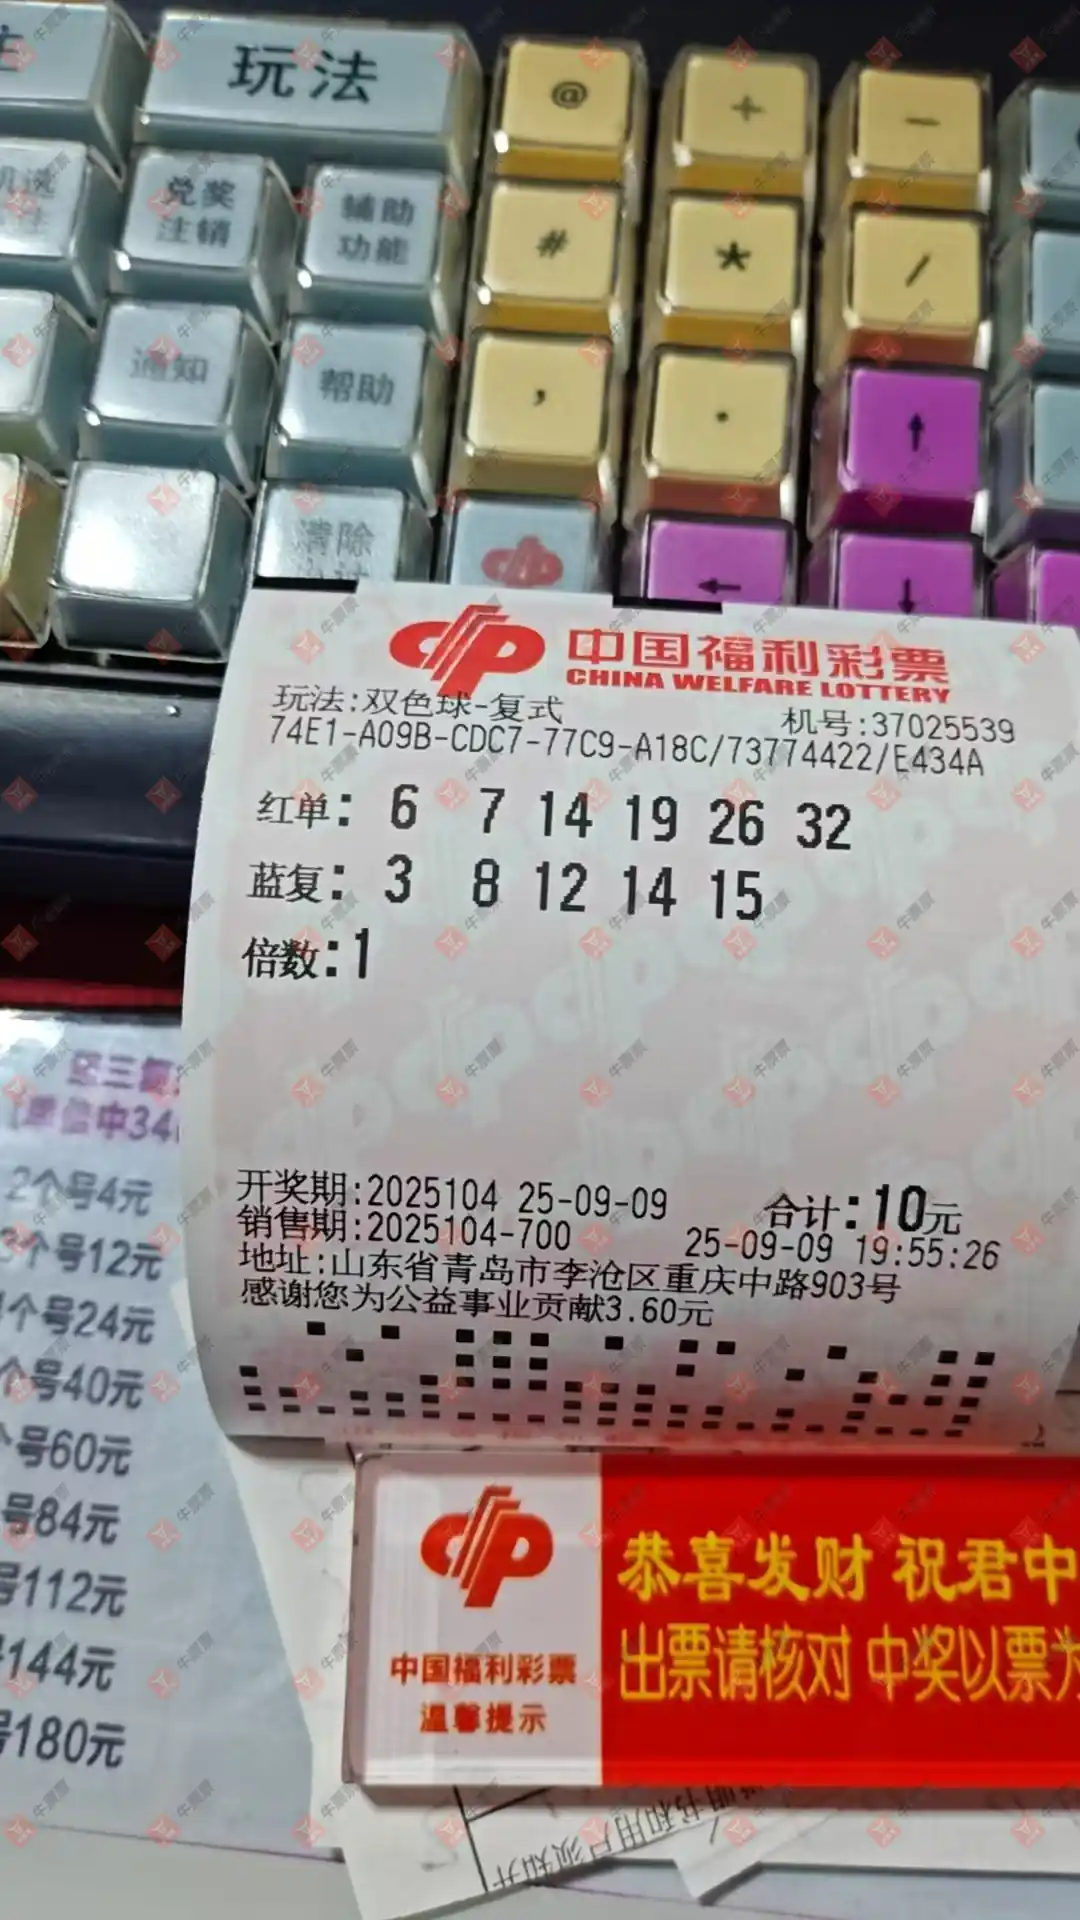 玩法
@
+
-
兑奖
注销
辅助
功能
#
*
/
通知
帮助
,
.
↑
清除
←
↓
中国福利彩票
CHINA WELFARE LOTTERY
玩法:双色球-复式
机号:37025539
74E1-A09B-CDC7-77C9-A18C/73774422/E434A
红单: 6 7 14 19 26 32
蓝复: 3 8 12 14 15
倍数:1
开奖期:2025104 25-09-09
合计:10元
销售期:2025104-700
25-09-09 19:55:26
地址:山东省青岛市李沧区重庆中路903号
感谢您为公益事业贡献3.60元
2个号4元
3个号12元
个号24元
个号40元
号60元
号84元
号112元
144元
号180元
中国福利彩票
温馨提示
恭喜发财 祝君中
出票请核对 中奖以票为
牛票票